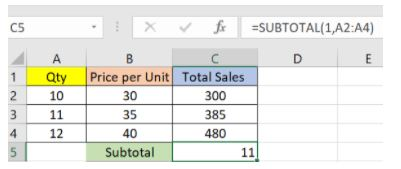 C5 fx =SUBTOTAL(1,A2:A4)
A B C D E
1 Qty Price per Unit Total Sales
2 10 30 300
3 11 35 385
4 12 40 480
5 Subtotal 11